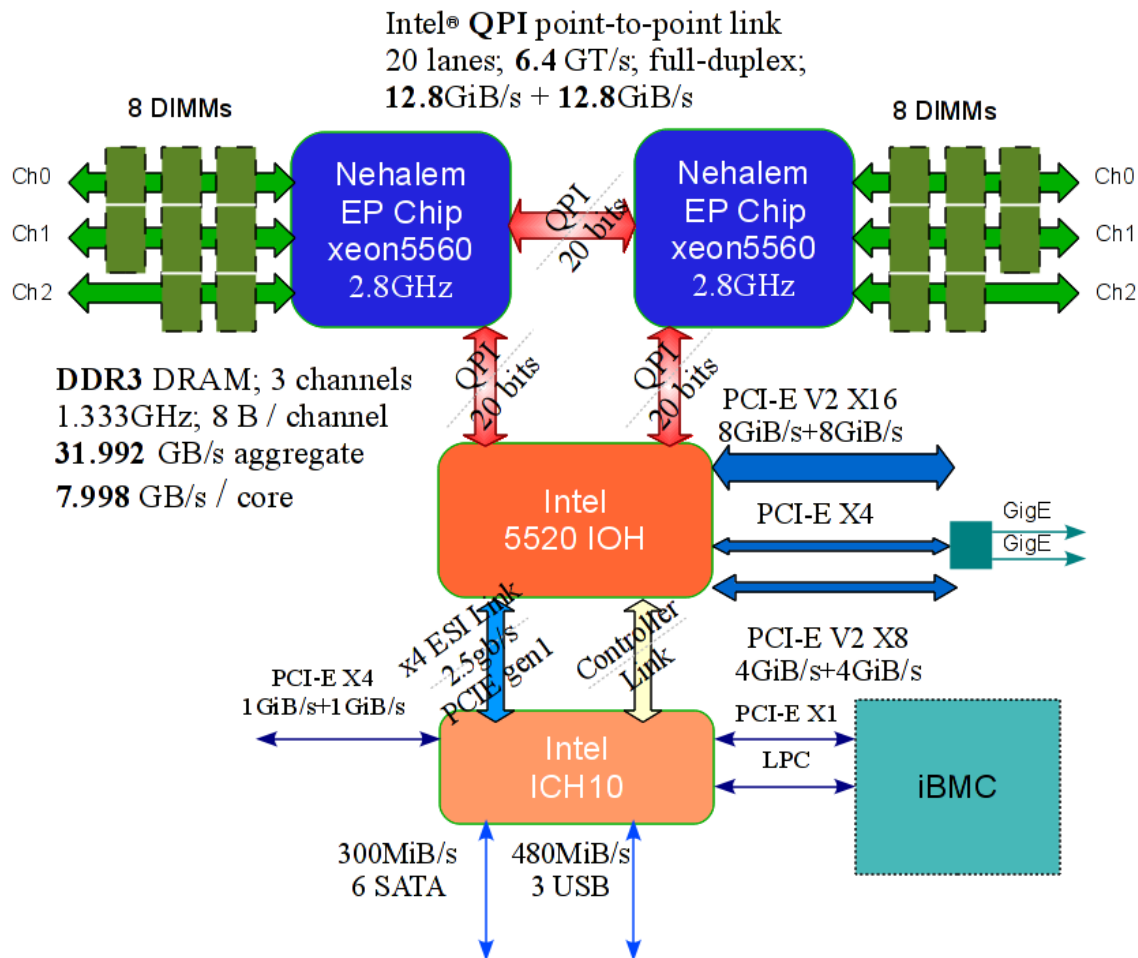 Intel® QPI point-to-point link
20 lanes; 6.4 GT/s; full-duplex;
12.8GiB/s + 12.8GiB/s
8 DIMMs
8 DIMMs
Ch0
Ch1
Ch2
Nehalem
EP Chip
xeon5560
2.8GHz
QPI
20 bits
Nehalem
EP Chip
xeon5560
2.8GHz
Ch0
Ch1
Ch2
DDR3 DRAM; 3 channels
1.333GHz; 8 B / channel
31.992 GB/s aggregate
7.998 GB/s / core
QPI
20 bits
QPI
20 bits
PCI-E V2 X16
8GiB/s+8GiB/s
Intel
5520 IOH
PCI-E X4
GigE
GigE
x4 ESI Link
2.5gb/s
PCIE gen1
Controller
Link
PCI-E V2 X8
4GiB/s+4GiB/s
PCI-E X4
1GiB/s+1GiB/s
Intel
ICH10
PCI-E X1
LPC
iBMC
300MiB/s
6 SATA
480MiB/s
3 USB